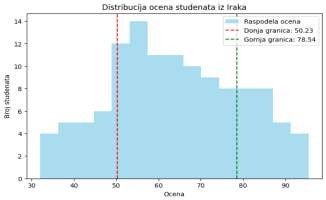 Distribucija ocena studenata iz Iraka
Raspodela ocena
Donja granica: 50.23
Gornja granica: 78.54
Broj studenata
14
12
10
8
6
4
2
0
30 40 50 60 70 80 90
Ocena